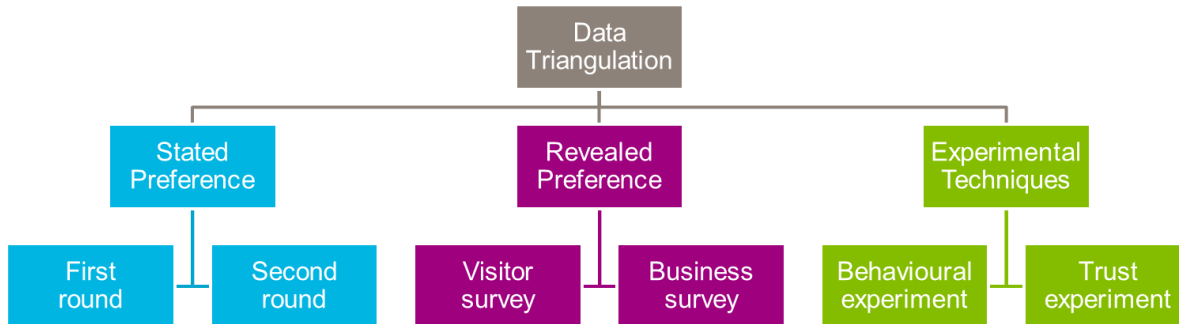 Data
Triangulation
Stated
Preference
Revealed
Preference
Experimental
Techniques
First
round
Second
round
Visitor
survey
Business
survey
Behavioural
experiment
Trust
experiment